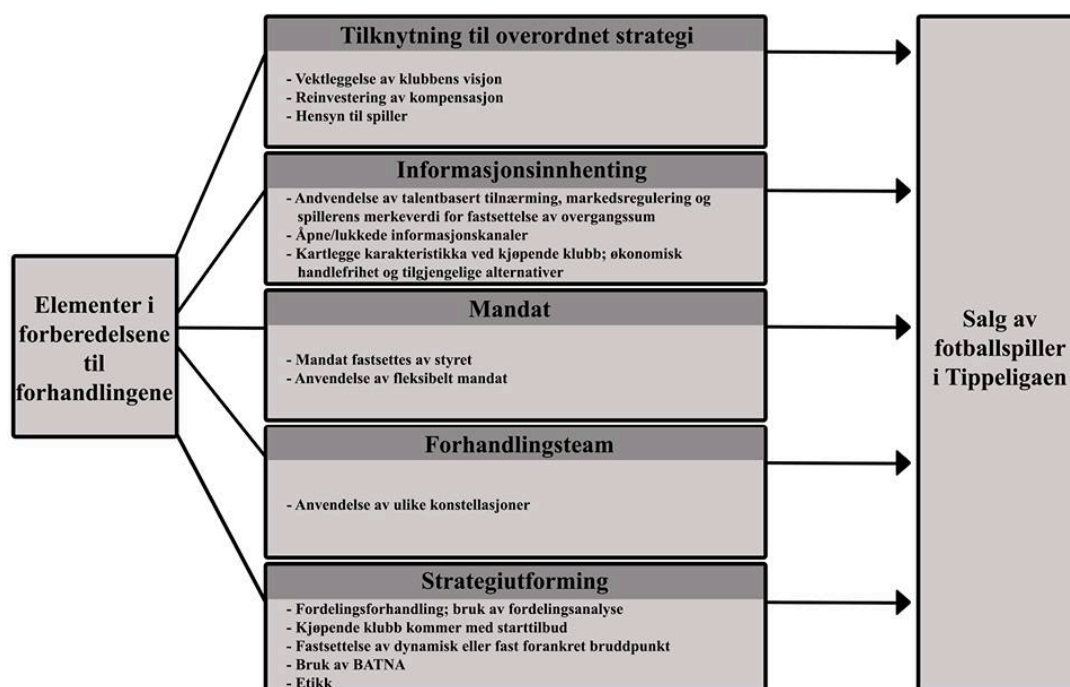 Elementer i
forberedelsene
til
forhandlingene
Tilknytning til overordnet strategi
- Vektleggelse av klubbens visjon
- Reinvestering av kompensasjon
- Hensyn til spiller
Informasjonsinnhenting
- Andvendelse av talentbasert tilnærming, markedsregulering og
spillerens merkeverdi for fastsettelse av overgangssum
- Åpne/lukkede informasjonskanaler
- Kartlegge karakteristikka ved kjøpende klubb; økonomisk
handlefrihet og tilgjengelige alternativer
Mandat
- Mandat fastsettes av styret
- Anvendelse av fleksibelt mandat
Forhandlingsteam
- Anvendelse av ulike konstellasjoner
Strategiutforming
- Fordelingsforhandling; bruk av fordelingsanalyse
- Kjøpende klubb kommer med starttilbud
- Fastsettelse av dynamisk eller fast forankret bruddpunkt
- Bruk av BATNA
- Etikk
Salg av
fotballspiller
i Tippeligaen